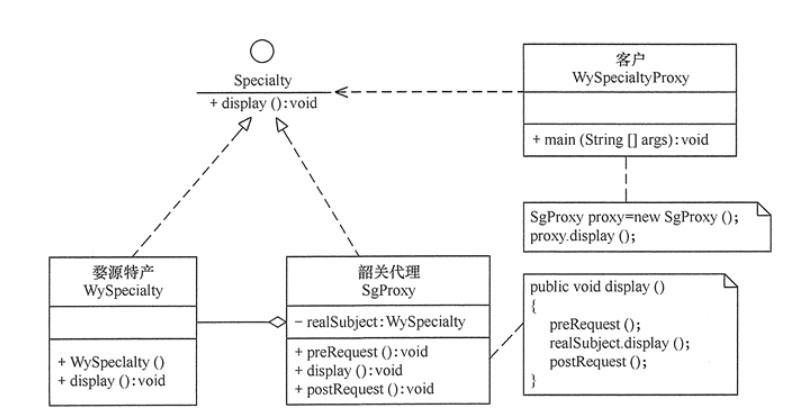 Specialty
+ display ():void
客户
WySpecialtyProxy
+ main (String [] args):void
SgProxy proxy=new SgProxy ();
proxy.display ();
婺源特产
WySpecialty
+ WySpecIalty ()
+ display ():void
韶关代理
SgProxy
- realSubject:WySpecialty
+ preRequest ():void
+ display ():void
+ postRequest ():void
public void display ()
{
preRequest ();
realSubject.display ();
postRequest ();
}